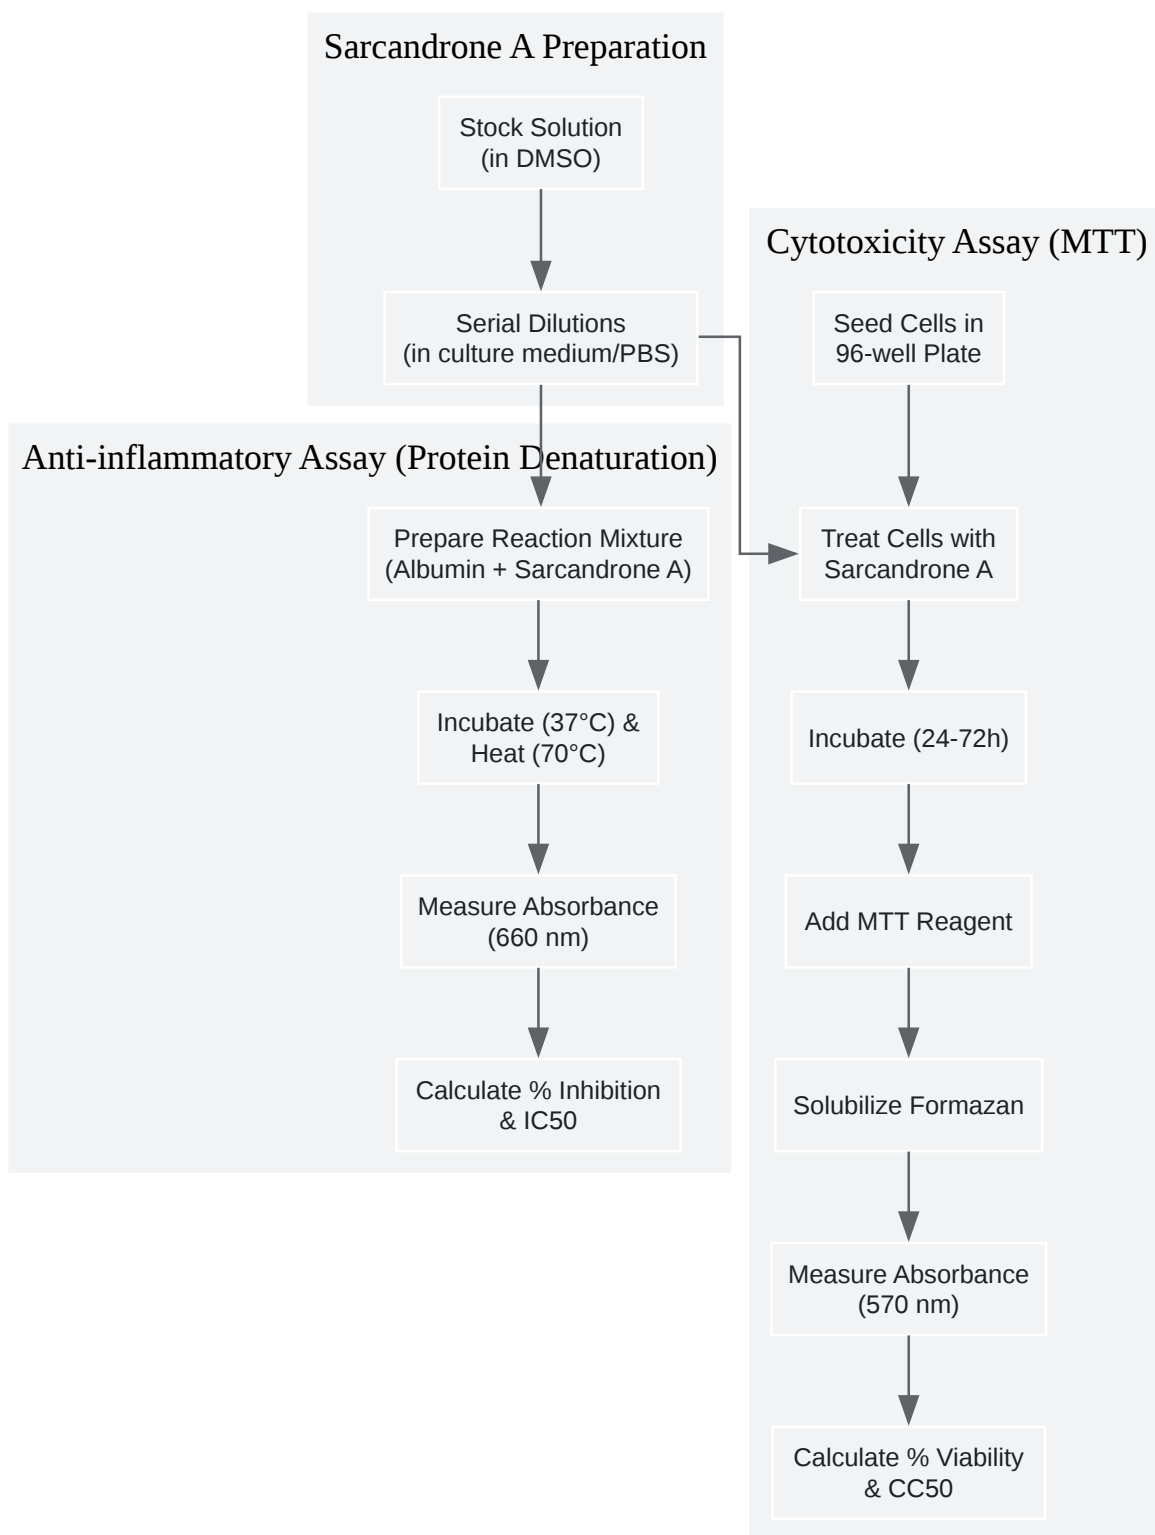 Sarcandrone A Preparation
Stock Solution
(in DMSO)
Serial Dilutions
(in culture medium/PBS)
Anti-inflammatory Assay (Protein Denaturation)
Prepare Reaction Mixture
(Albumin + Sarcandrone A)
Incubate (37°C) &
Heat (70°C)
Measure Absorbance
(660 nm)
Calculate % Inhibition
& IC50
Cytotoxicity Assay (MTT)
Seed Cells in
96-well Plate
Treat Cells with
Sarcandrone A
Incubate (24-72h)
Add MTT Reagent
Solubilize Formazan
Measure Absorbance
(570 nm)
Calculate % Viability
& CC50